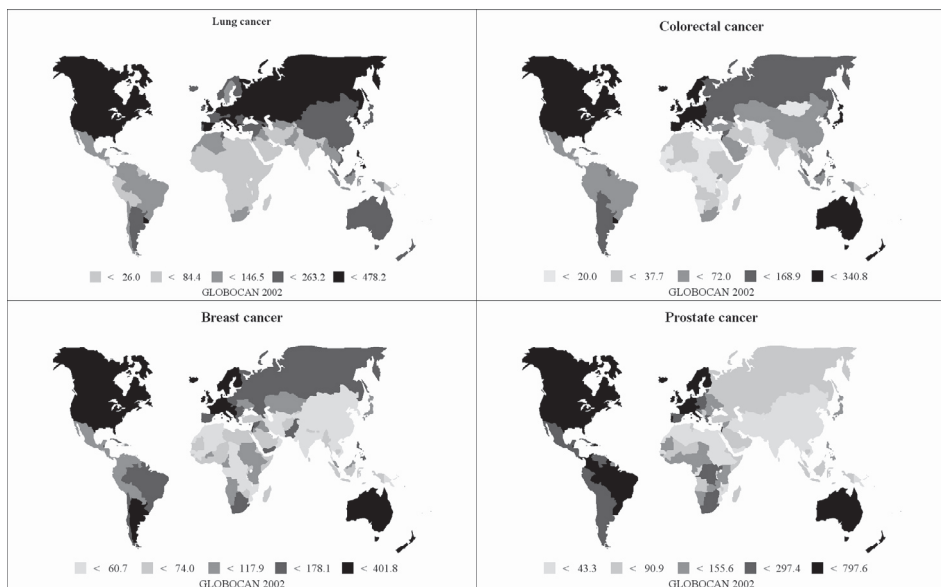 Lung cancer
< 26.0 < 84.4 < 146.5 < 263.2 < 478.2
GLOBOCAN 2002
Colorectal cancer
< 20.0 < 37.7 < 72.0 < 168.9 < 340.8
GLOBOCAN 2002
Breast cancer
< 60.7 < 74.0 < 117.9 < 178.1 < 401.8
GLOBOCAN 2002
Prostate cancer
< 43.3 < 90.9 < 155.6 < 297.4 < 797.6
GLOBOCAN 2002